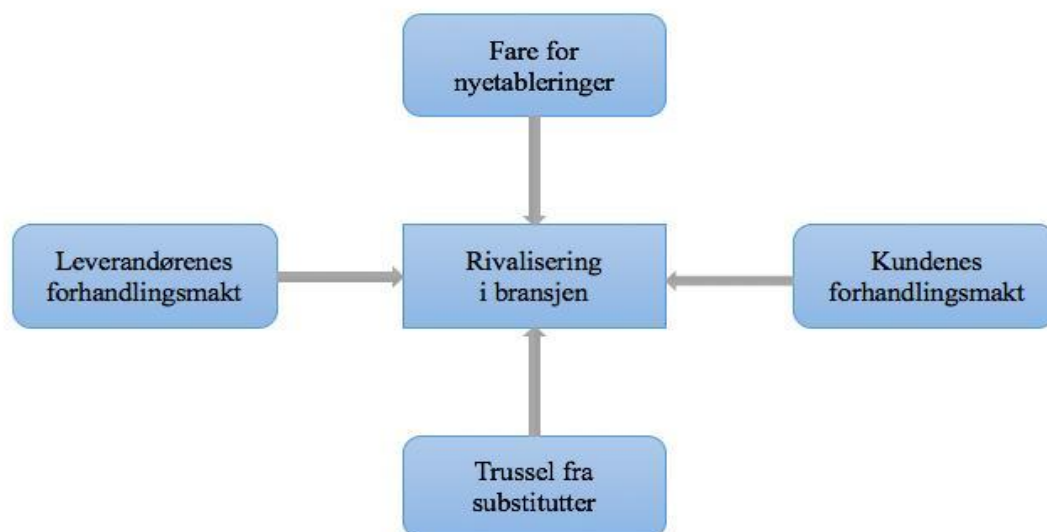 Fare for
nyetableringer
Leverandørenes
forhandlingsmakt
Rivalisering
i bransjen
Kundenes
forhandlingsmakt
Trussel fra
substitutter